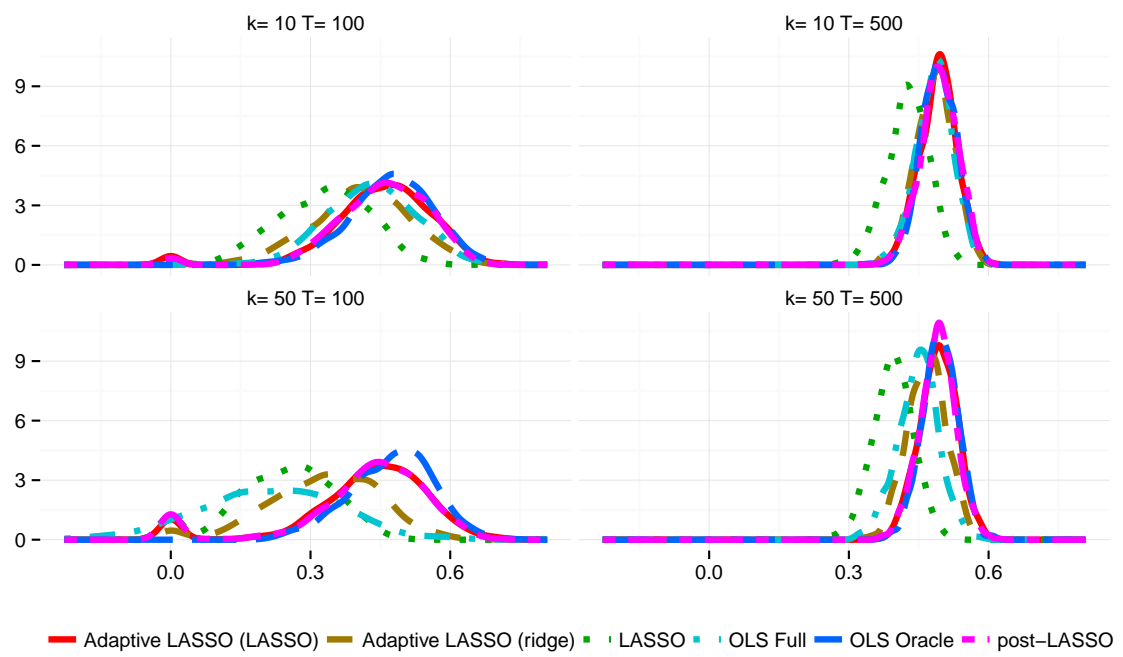 k= 10 T= 100
k= 10 T= 500
9
6
3
0
k= 50 T= 100
k= 50 T= 500
9
6
3
0
0.0 0.3 0.6 0.0 0.3 0.6
Adaptive LASSO (LASSO) Adaptive LASSO (ridge) LASSO OLS Full OLS Oracle post−LASSO